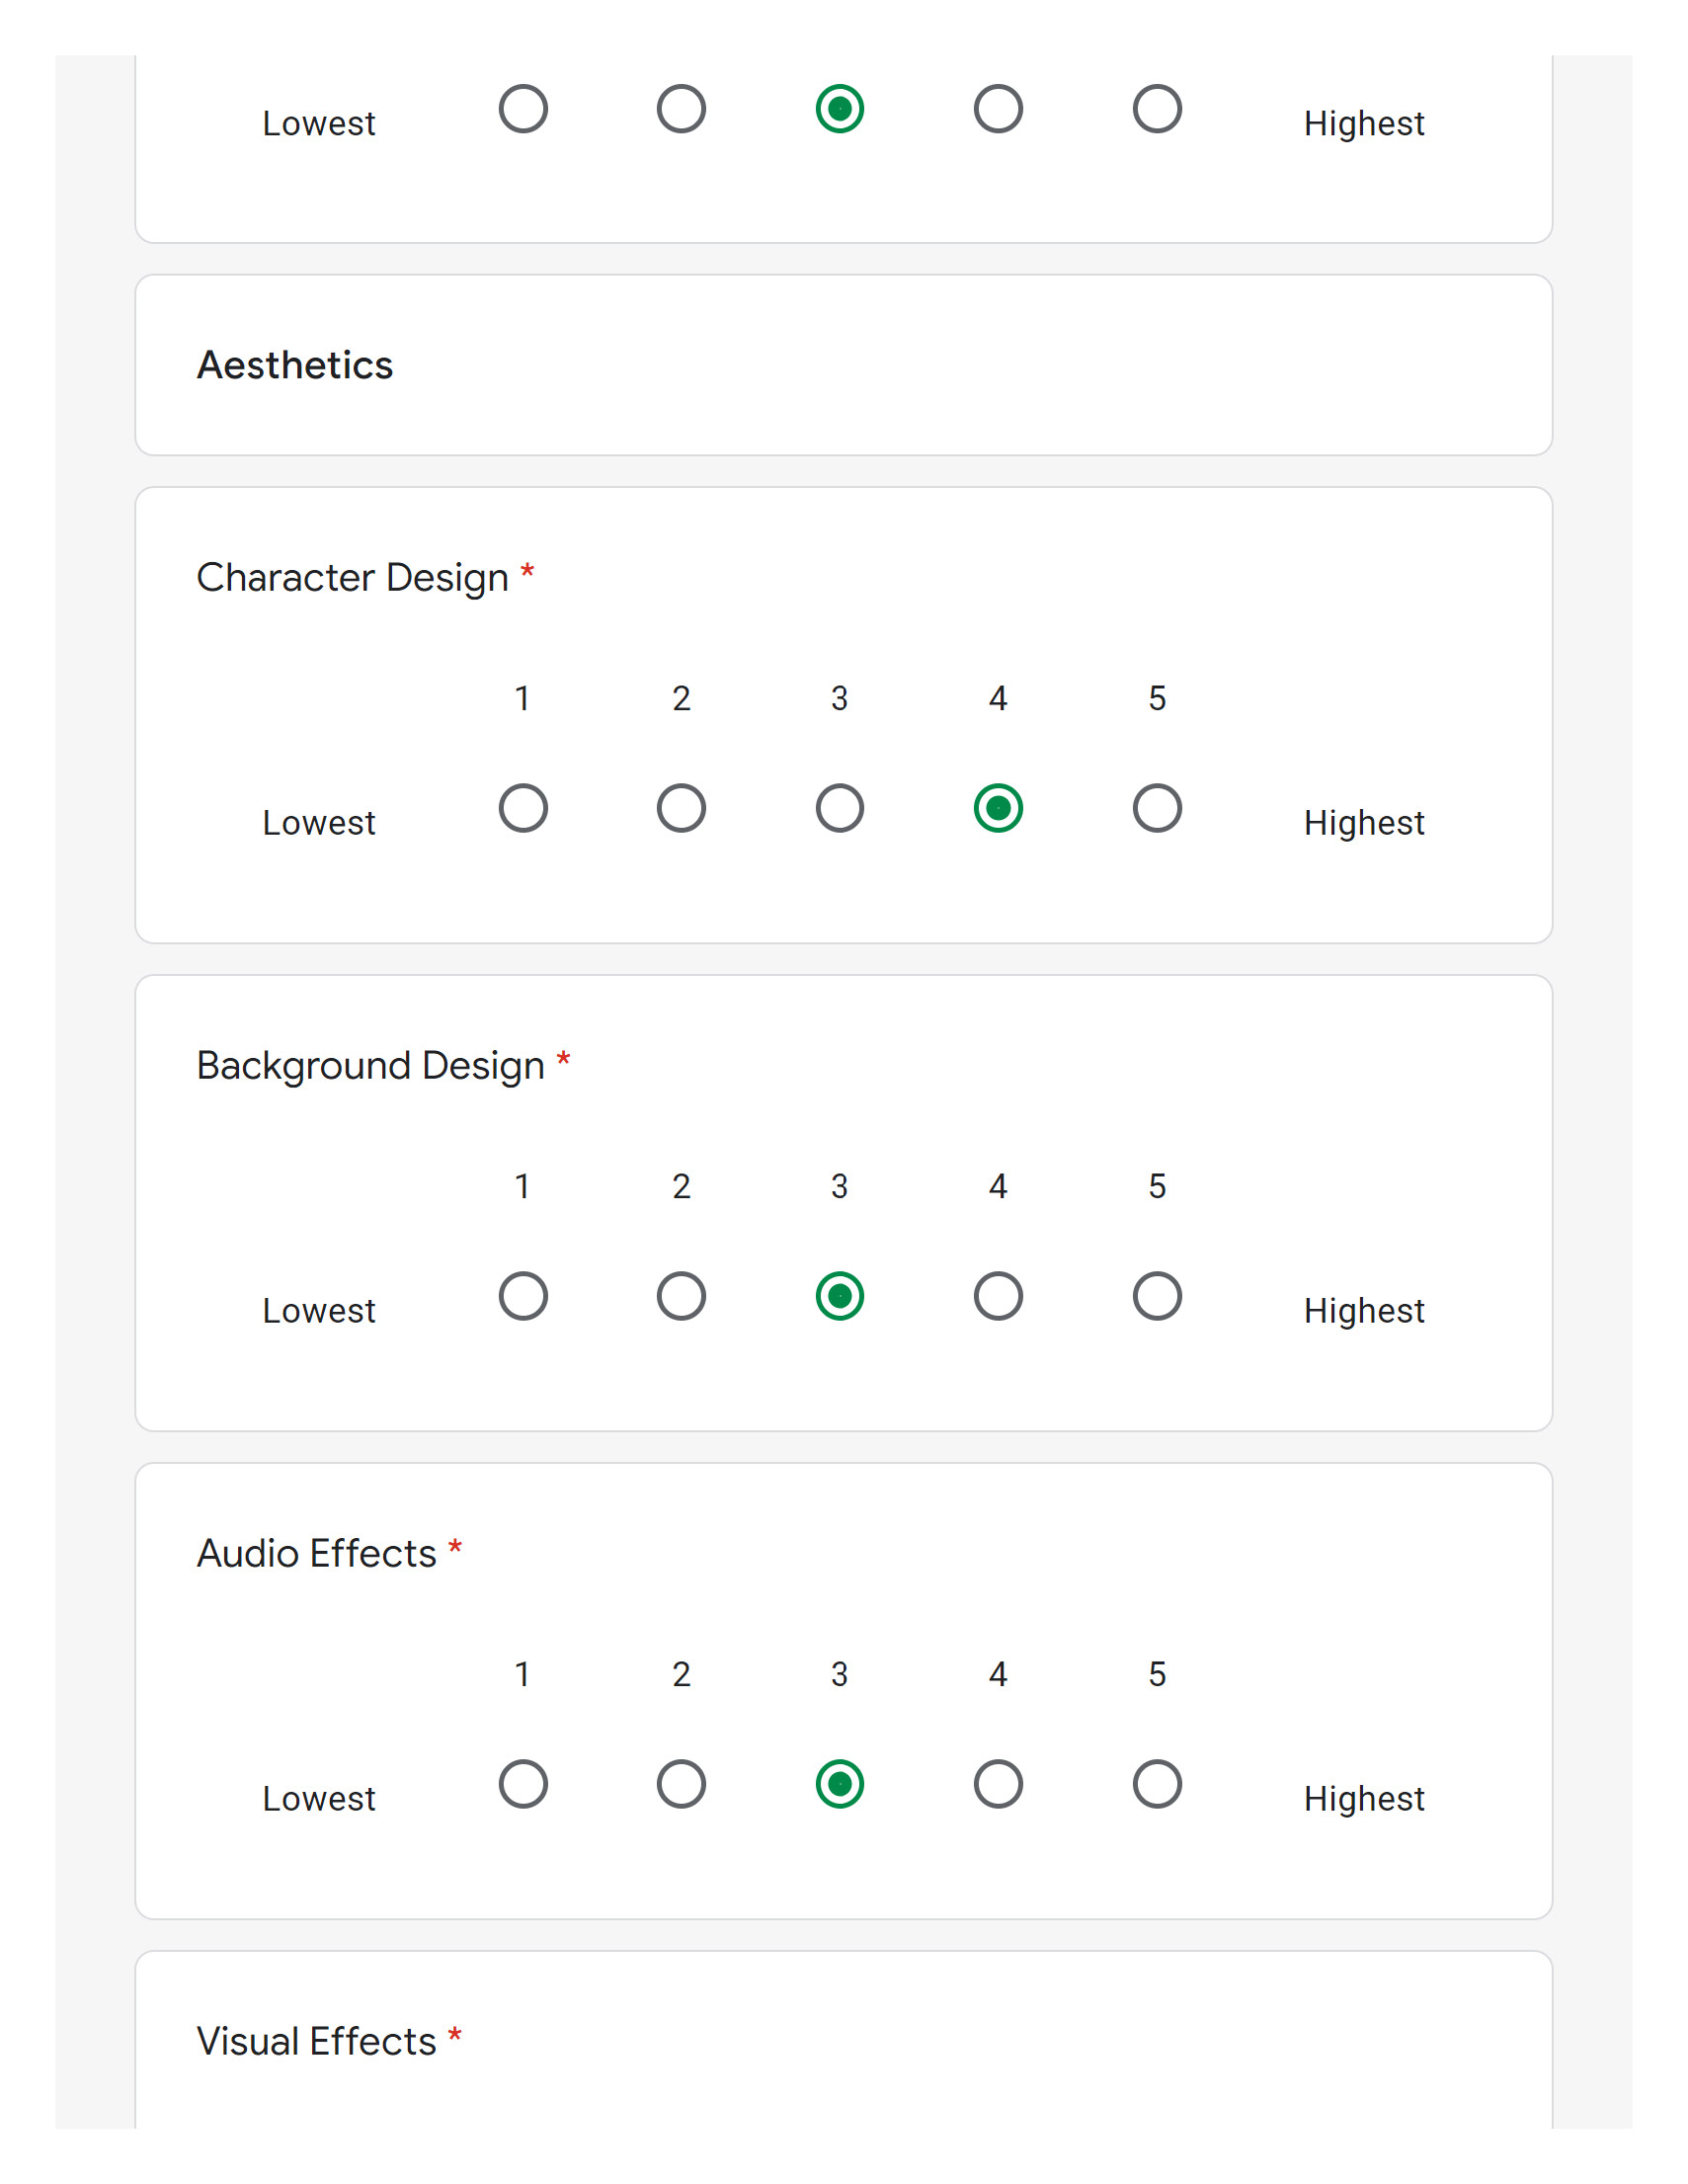 Lowest Highest
Aesthetics
Character Design *
1 2 3 4 5
Lowest Highest
Background Design *
1 2 3 4 5
Lowest Highest
Audio Effects *
1 2 3 4 5
Lowest Highest
Visual Effects *